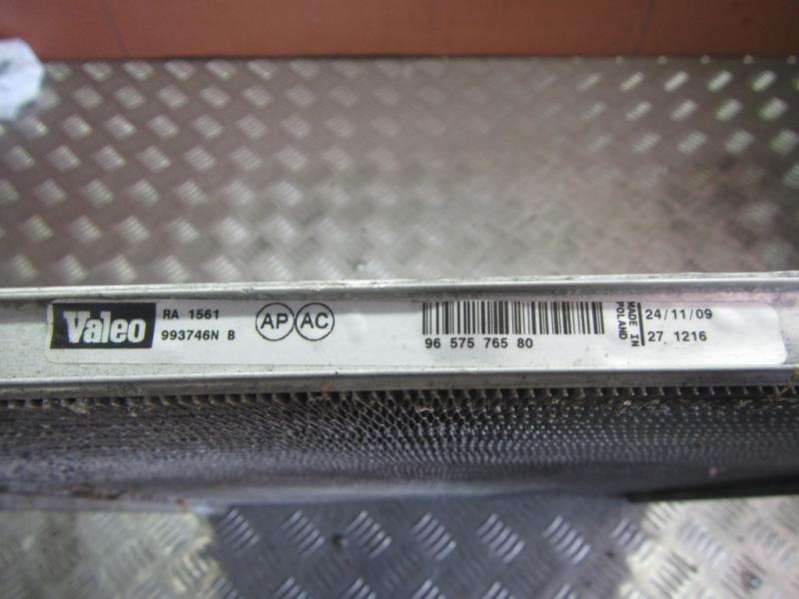 Valeo
RA 1561
993746N B
AP AC
96 575 765 80
MADE IN
POLAND
24/11/09
27 1216